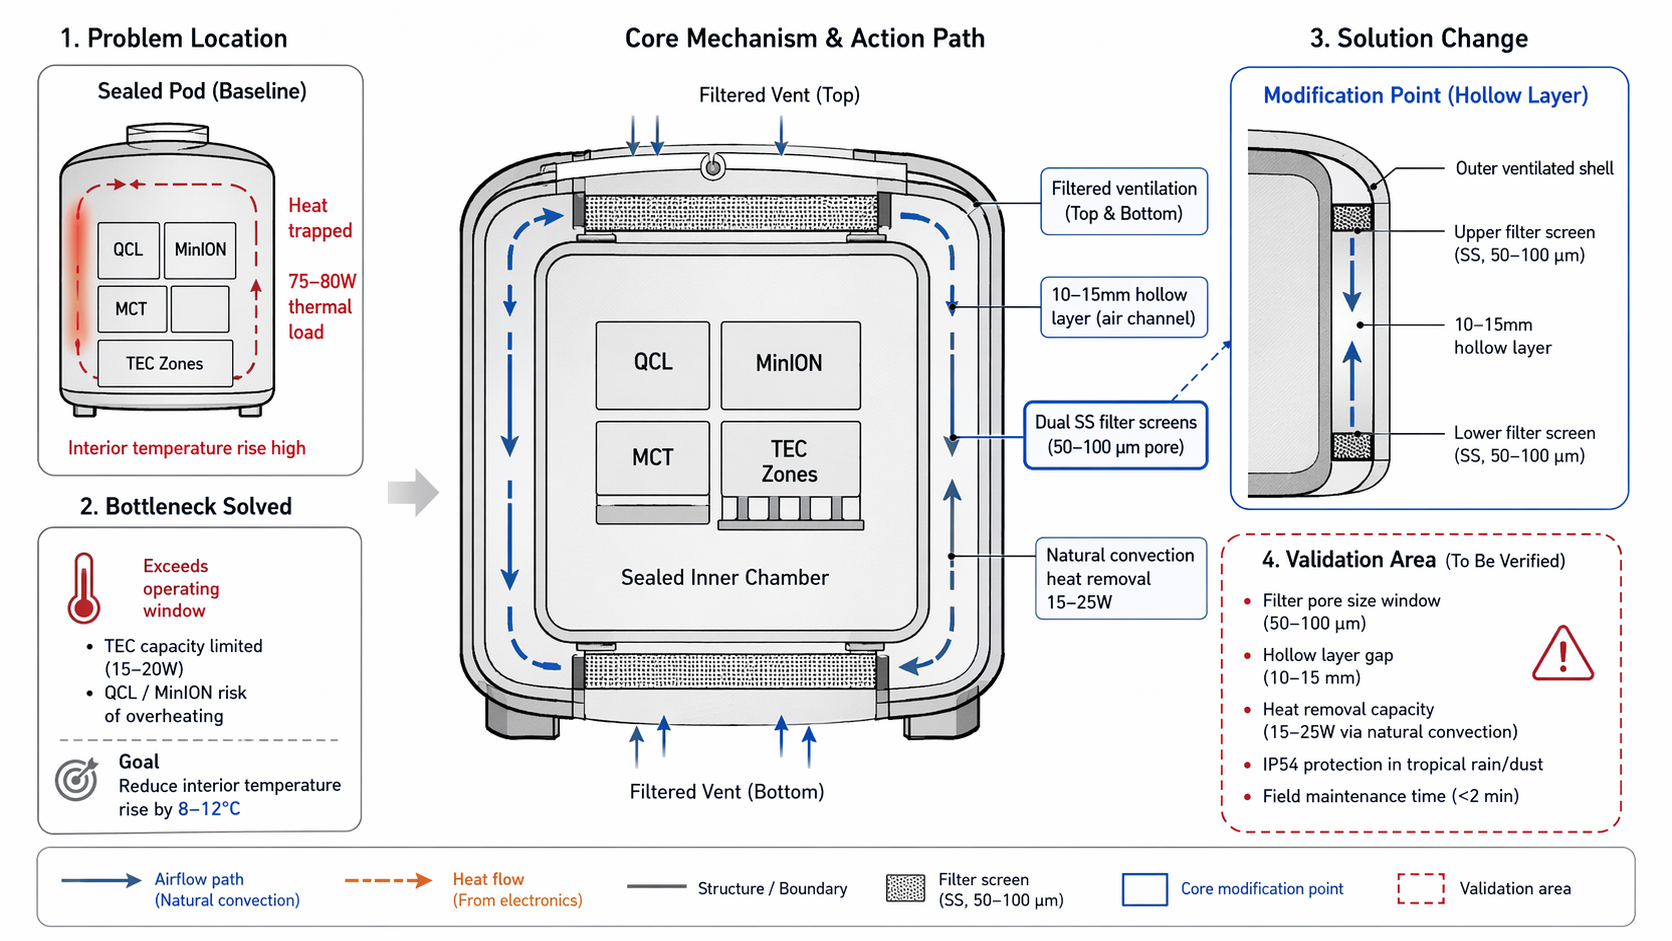 1. Problem Location
Sealed Pod (Baseline)
QCL
MinION
MCT
TEC Zones
Heat
trapped
75–80W
thermal
load
Interior temperature rise high
2. Bottleneck Solved
Exceeds
operating
window
• TEC capacity limited
(15–20W)
• QCL / MinION risk
of overheating
Goal
Reduce interior temperature
rise by 8–12°C
Core Mechanism & Action Path
Filtered Vent (Top)
QCL
MinION
MCT
TEC
Zones
Sealed Inner Chamber
Filtered Vent (Bottom)
Filtered ventilation
(Top & Bottom)
10–15mm hollow
layer (air channel)
Dual SS filter screens
(50–100 µm pore)
Natural convection
heat removal
15–25W
3. Solution Change
Modification Point (Hollow Layer)
Outer ventilated shell
Upper filter screen
(SS, 50–100 µm)
10–15mm
hollow layer
Lower filter screen
(SS, 50–100 µm)
4. Validation Area (To Be Verified)
• Filter pore size window
(50–100 µm)
• Hollow layer gap
(10–15 mm)
• Heat removal capacity
(15–25W via natural convection)
• IP54 protection in tropical rain/dust
• Field maintenance time (<2 min)
Airflow path
(Natural convection)
Heat flow
(From electronics)
Structure / Boundary
Filter screen
(SS, 50–100 µm)
Core modification point
Validation area